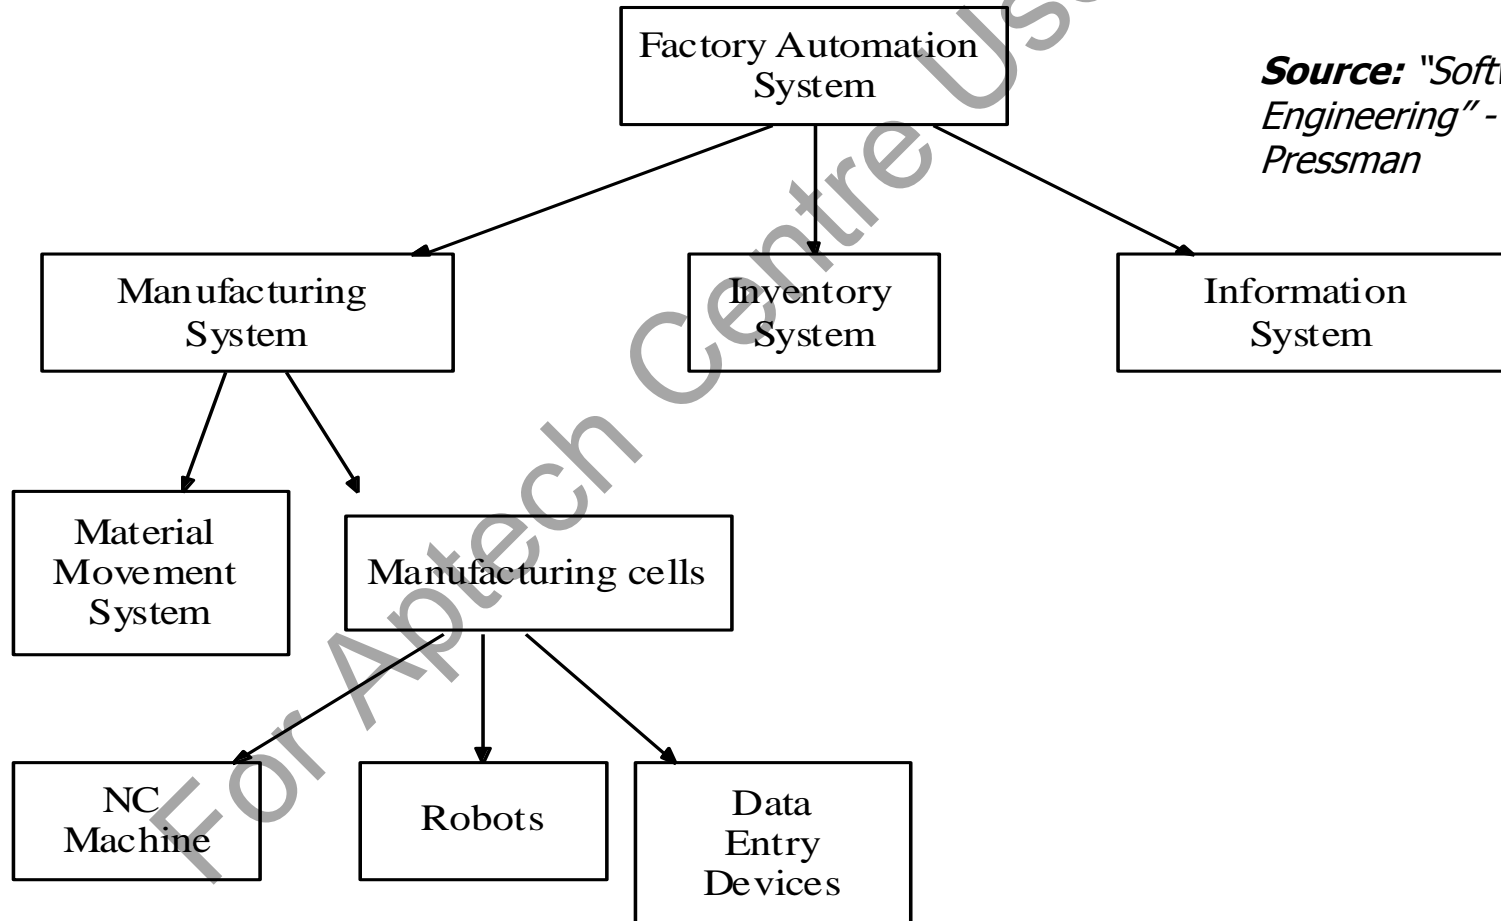 Factory Automation
System
Source: “Softw
Engineering” -
Pressman
Manufacturing
System
Inventory
System
Information
System
Material
Movement
System
Manufacturing cells
NC
Machine
Robots
Data
Entry
Devices
For Aptech Centre Use